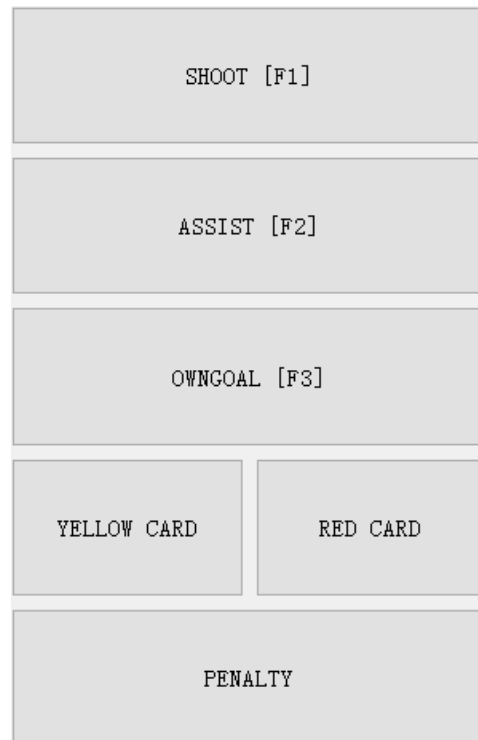 SHOOT [F1]
ASSIST [F2]
OWNGOAL [F3]
YELLOW CARD
RED CARD
PENALTY